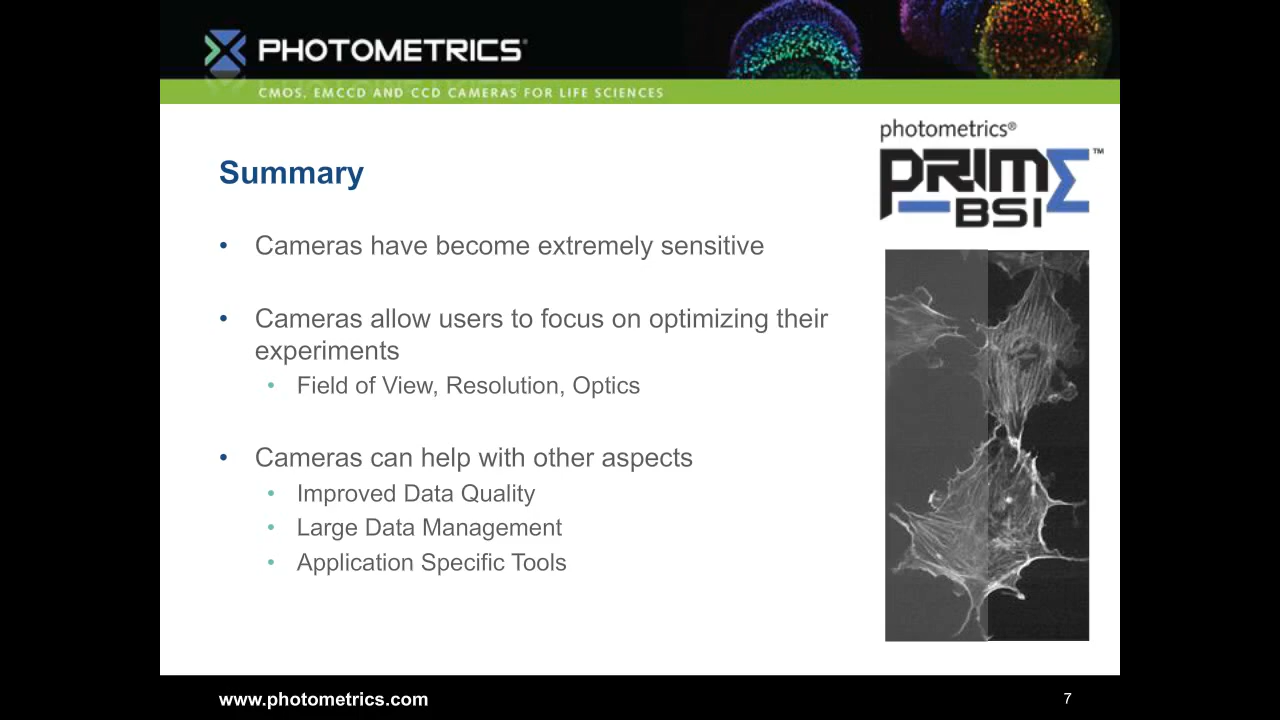 PHOTOMETRICS®
CMOS, EMCCD AND CCD CAMERAS FOR LIFE SCIENCES
photometrics®
PRIME™
BSI
Summary
• Cameras have become extremely sensitive
• Cameras allow users to focus on optimizing their
experiments
• Field of View, Resolution, Optics
• Cameras can help with other aspects
• Improved Data Quality
• Large Data Management
• Application Specific Tools
www.photometrics.com
7